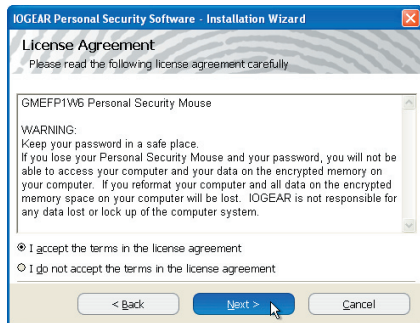 IOGEAR Personal Security Software - Installation Wizard
License Agreement
Please read the following license agreement carefully
GMEFP1W6 Personal Security Mouse
WARNING:
Keep your password in a safe place.
If you lose your Personal Security Mouse and your password, you will not be
able to access your computer and your data on the encrypted memory on
your computer. If you reformat your computer and all data on the encrypted
memory space on your computer will be lost. IOGEAR is not responsible for
any data lost or lock up of the computer system.
I accept the terms in the license agreement
I do not accept the terms in the license agreement
< Back Next > Cancel